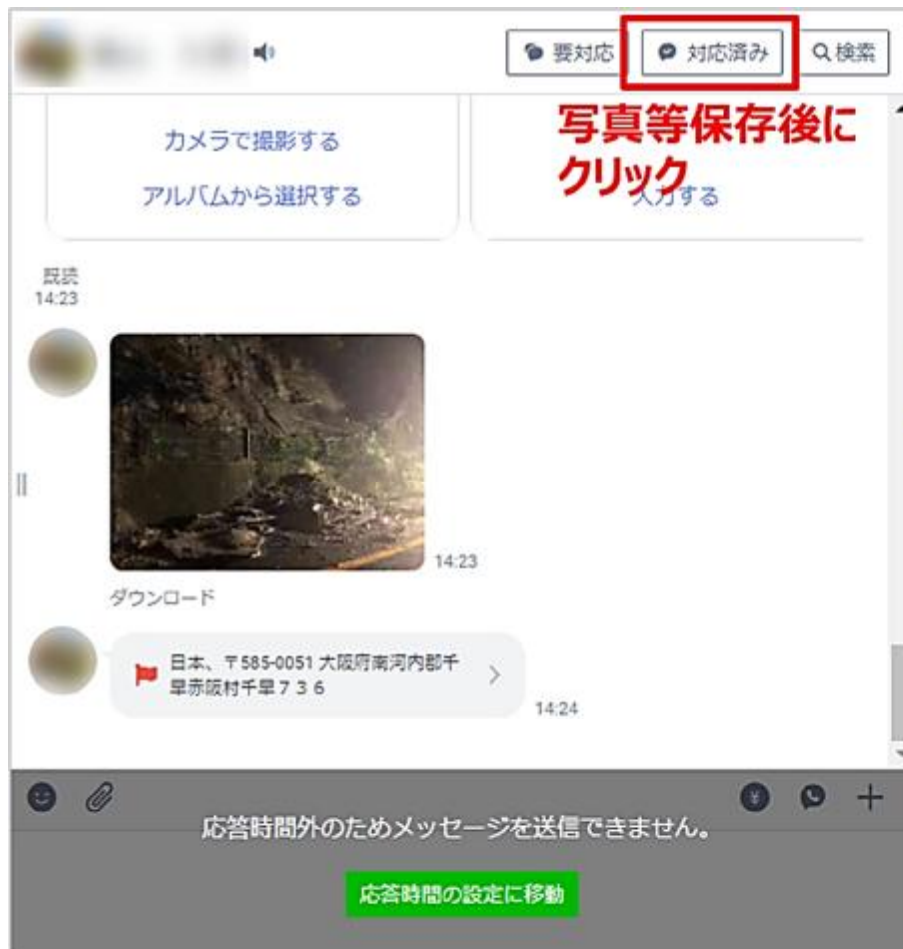 要対応
対応済み
検索
写真等保存後に
クリック
カメラで撮影する
アルバムから選択する
入力する
既読
14:23
14:23
ダウンロード
日本、〒585-0051 大阪府南河内郡千
早赤阪村千早７３６
14:24
応答時間外のためメッセージを送信できません。
応答時間の設定に移動